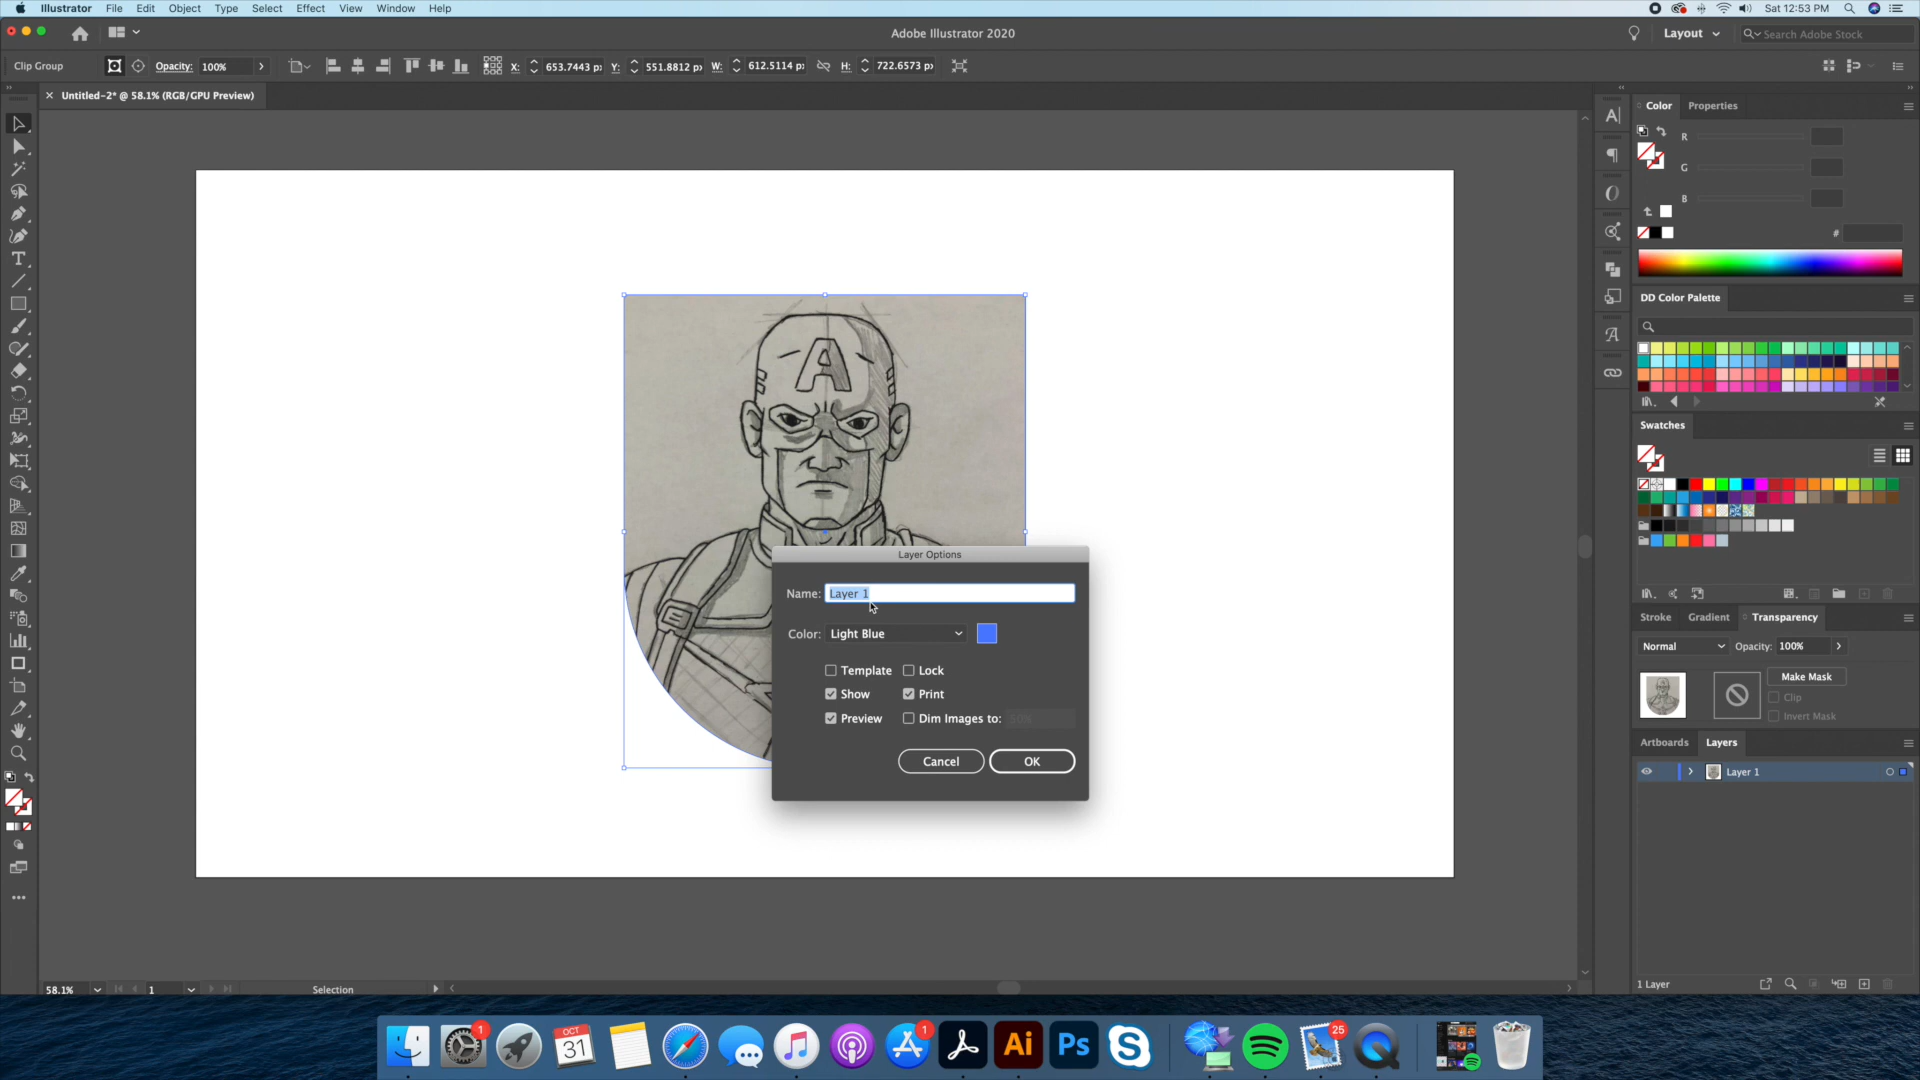 Illustrator File Edit Object Type Select Effect View Window Help
Sat 12:53 PM
Adobe Illustrator 2020
Layout
Search Adobe Stock
Clip Group
Opacity: 100%
X: 653.7443 p
Y: 551.8812 p
W: 612.5114 p
H: 722.6573 p
Untitled-2* @ 58.1% (RGB/GPU Preview)
Color Properties
R
G
B
#
DD Color Palette
Swatches
Stroke Gradient Transparency
Normal
Opacity: 100%
Make Mask
Clip
Invert Mask
Artboards Layers
Layer 1
1 Layer
A
Layer Options
Name: Layer 1
Color: Light Blue
Template Lock
Show Print
Preview Dim Images to: 50%
Cancel OK
58.1%
1
Selection
1
OCT
31
1
Ai
Ps
25